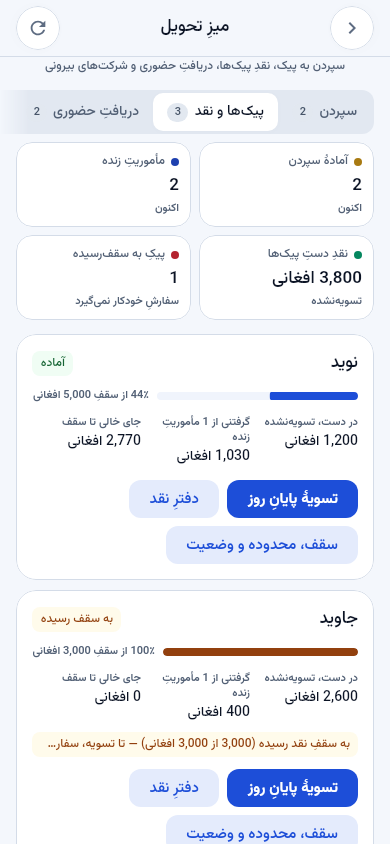 میزِ تحویل
سپردن به پیک، نقدِ پیک‌ها، دریافتِ حضوری و شرکت‌های بیرونی
سپردن 2
پیک‌ها و نقد 3
دریافتِ حضوری 2
آمادهٔ سپردن
2
اکنون
مأموریتِ زنده
2
اکنون
نقدِ دستِ پیک‌ها
3,800 افغانی
تسویه‌نشده
پیکِ به سقف‌رسیده
1
سفارشِ خودکار نمی‌گیرد
نوید
آماده
44٪ از سقفِ 5,000 افغانی
در دست، تسویه‌نشده
1,200 افغانی
گرفتنی از 1 مأموریتِ
زنده
1,030 افغانی
جای خالی تا سقف
2,770 افغانی
تسویهٔ پایانِ روز
دفترِ نقد
سقف، محدوده و وضعیت
جاوید
به سقف رسیده
100٪ از سقفِ 3,000 افغانی
در دست، تسویه‌نشده
2,600 افغانی
گرفتنی از 1 مأموریتِ
زنده
400 افغانی
جای خالی تا سقف
0 افغانی
به سقفِ نقد رسیده (3,000 از 3,000 افغانی) — تا تسویه، سفار...
تسویهٔ پایانِ روز
دفترِ نقد
سقف، محدوده و وضعیت